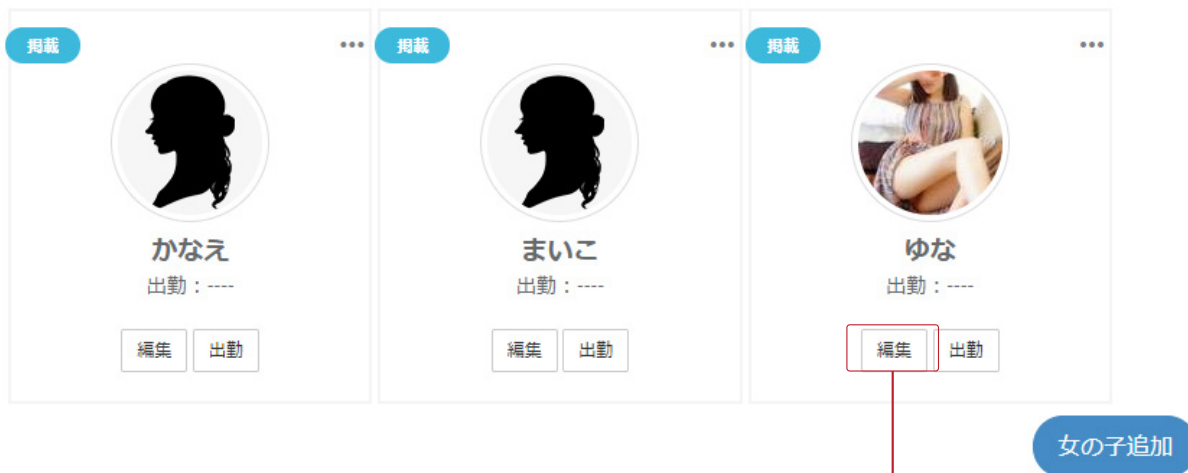 掲載
•••
かなえ
出勤：----
編集 出勤
掲載
•••
まいこ
出勤：----
編集 出勤
掲載
•••
ゆな
出勤：----
編集 出勤
女の子追加